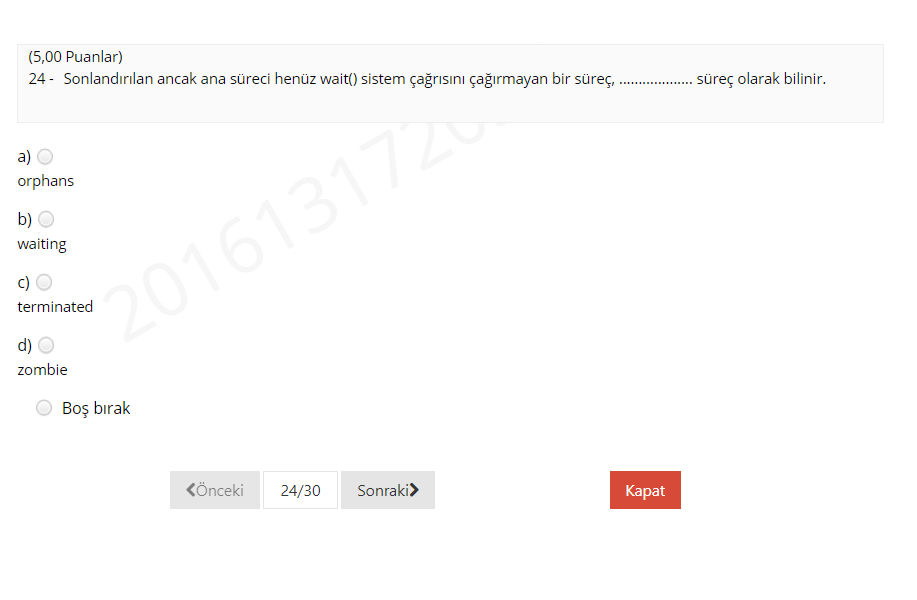 (5,00 Puanlar)
24 - Sonlandırılan ancak ana süreci henüz wait() sistem çağrısını çağırmayan bir süreç, ................... süreç olarak bilinir.
a)
orphans
b)
waiting
c)
terminated
d)
zombie
Boş bırak
Önceki 24/30 Sonraki Kapat